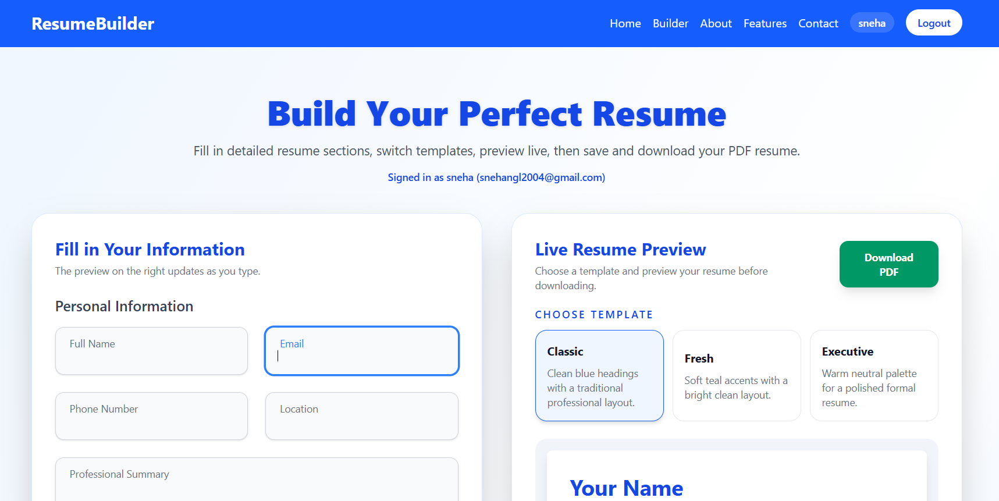 ResumeBuilder
Home Builder About Features Contact sneha Logout
Build Your Perfect Resume
Fill in detailed resume sections, switch templates, preview live, then save and download your PDF resume.
Signed in as sneha (snehangl2004@gmail.com)
Fill in Your Information
The preview on the right updates as you type.
Personal Information
Full Name
Email
Phone Number
Location
Professional Summary
Live Resume Preview
Choose a template and preview your resume before
downloading.
Download
PDF
CHOOSE TEMPLATE
Classic
Clean blue headings
with a traditional
professional layout.
Fresh
Soft teal accents with a
bright clean layout.
Executive
Warm neutral palette
for a polished formal
resume.
Your Name